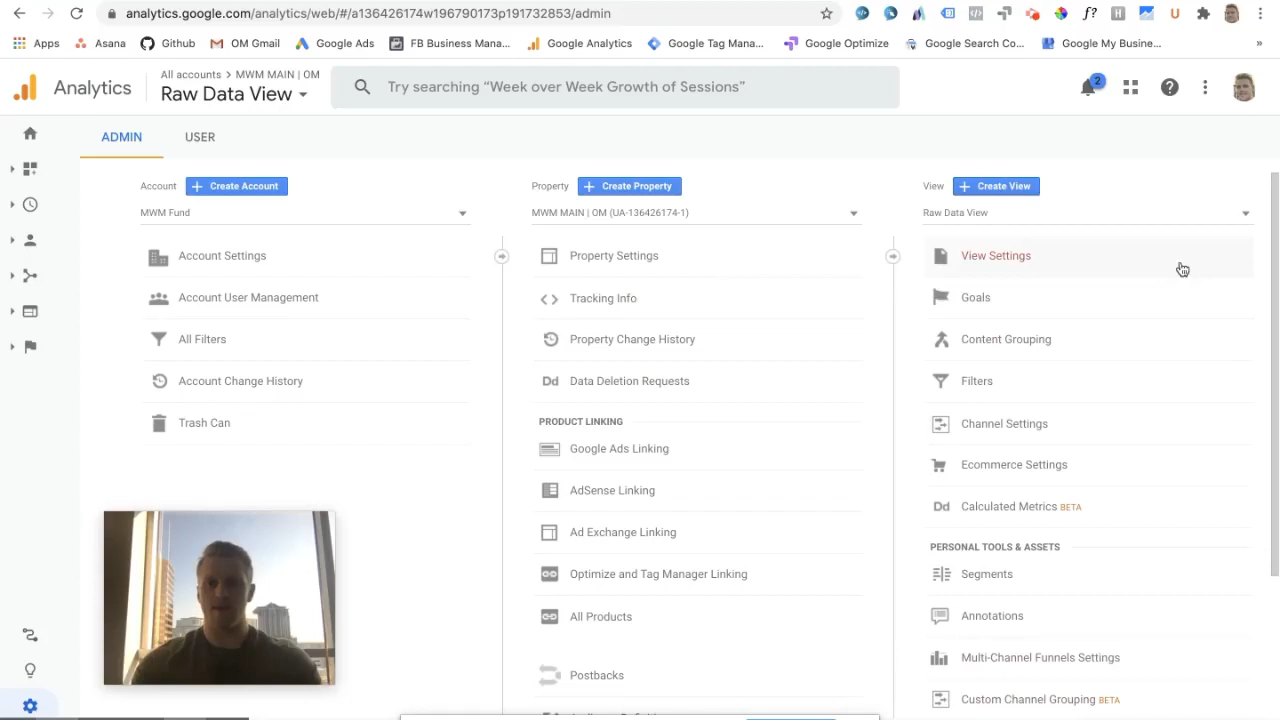 analytics.google.com/analytics/web/#/a136426174w196790173p191732853/admin
Apps
Asana
Github
OM Gmail
Google Ads
FB Business Mana...
Google Analytics
Google Tag Mana...
Google Optimize
Google Search Co...
Google My Busine...
»
Analytics
All accounts > MWM MAIN | OM
Raw Data View
Try searching “Week over Week Growth of Sessions”
2
ADMIN
USER
Account
+ Create Account
MWM Fund
Account Settings
Account User Management
All Filters
Account Change History
Trash Can
Property
+ Create Property
MWM MAIN | OM (UA-136426174-1)
Property Settings
Tracking Info
Property Change History
Dd Data Deletion Requests
PRODUCT LINKING
Google Ads Linking
AdSense Linking
Ad Exchange Linking
Optimize and Tag Manager Linking
All Products
Postbacks
View
+ Create View
Raw Data View
View Settings
Goals
Content Grouping
Filters
Channel Settings
Ecommerce Settings
Dd Calculated Metrics BETA
PERSONAL TOOLS & ASSETS
Segments
Annotations
Multi-Channel Funnels Settings
Custom Channel Grouping BETA